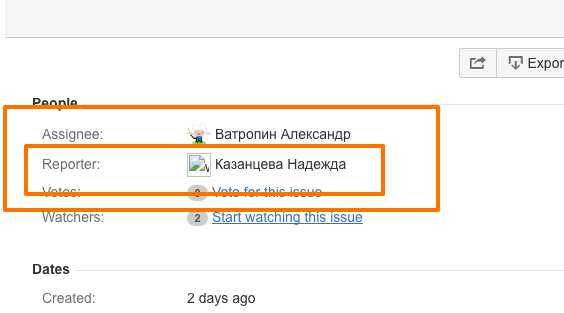 Expor
People
Assignee: Ватропин Александр
Reporter: Казанцева Надежда
Votes: 0 Vote for this issue
Watchers: 2 Start watching this issue
Dates
Created: 2 days ago